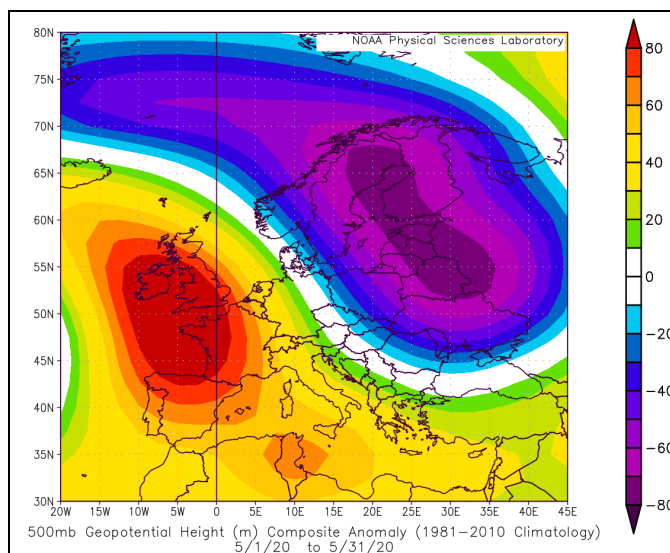 NOAA Physical Sciences Laboratory
80N
75N
70N
65N
60N
55N
50N
45N
40N
35N
30N
20W 15W 10W 5W 0 5E 10E 15E 20E 25E 30E 35E 40E 45E
80
60
40
20
0
−20
−40
−60
−80
500mb Geopotential Height (m) Composite Anomaly (1981−2010 Climatology)
5/1/20 to 5/31/20